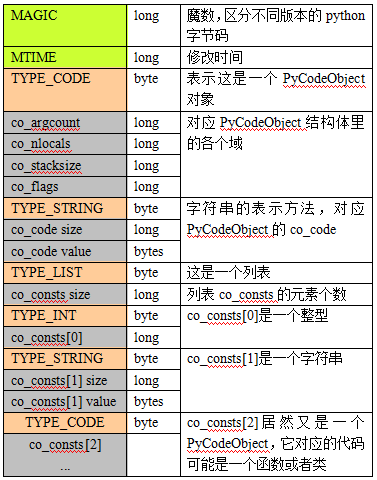 MAGIC long 魔数，区分不同版本的 python
字节码
MTIME long 修改时间
TYPE_CODE byte 表示这是一个 PyCodeObject
对象
co_argcount long 对应 PyCodeObject 结构体里
co_nlocals long 的各个域
co_stacksize long
co_flags long
TYPE_STRING byte 字符串的表示方法，对应
co_code size long PyCodeObject 的 co_code
co_code value bytes
TYPE_LIST byte 这是一个列表
co_consts size long 列表 co_consts 的元素个数
TYPE_INT byte co_consts[0]是一个整型
co_consts[0] long
TYPE_STRING byte co_consts[1]是一个字符串
co_consts[1] size long
co_consts[1] value bytes
TYPE_CODE byte co_consts[2]居然又是一个
co_consts[2] PyCodeObject，它对应的代码
... 可能是一个函数或者类